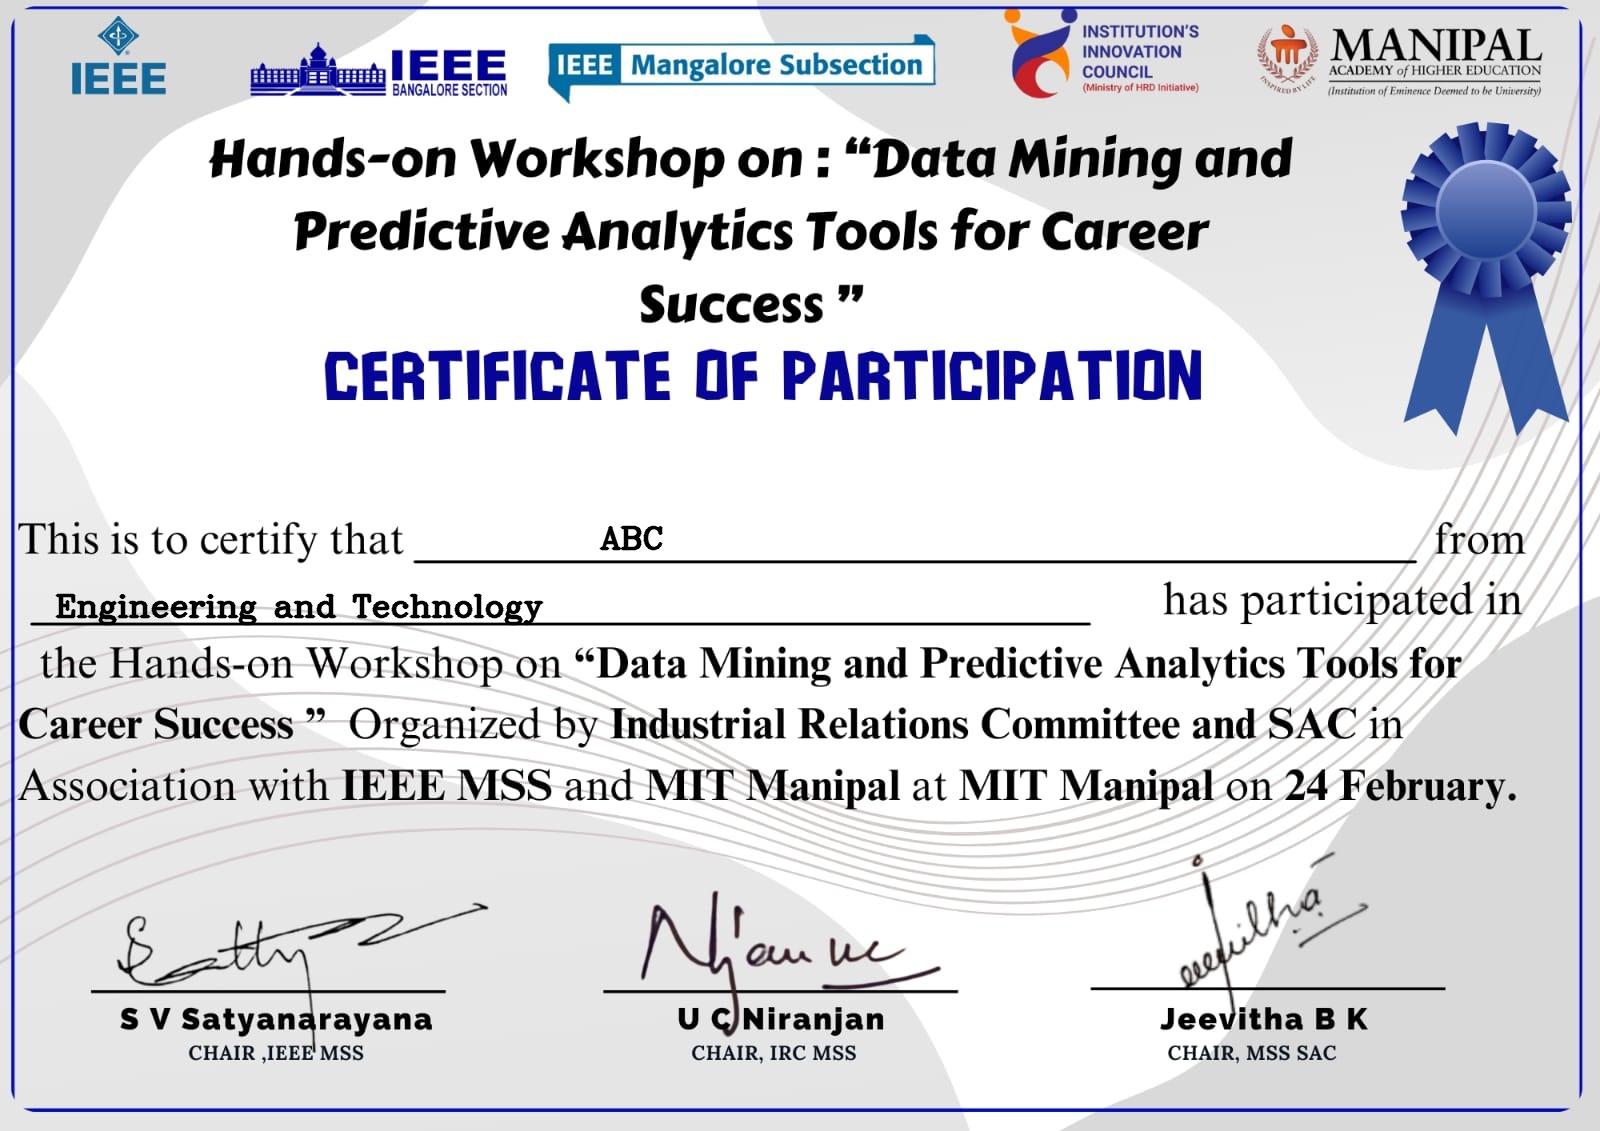 IEEE
IEEE
BANGALORE SECTION
IEEE Mangalore Subsection
INSTITUTION'S
INNOVATION
COUNCIL
(Ministry of HRD Initiative)
INSPIRED BY LIFE
MANIPAL
ACADEMY of HIGHER EDUCATION
(Institution of Eminence Deemed to be University)
Hands-on Workshop on : “Data Mining and
Predictive Analytics Tools for Career
Success ”
CERTIFICATE OF PARTICIPATION
This is to certify that ABC from
Engineering and Technology has participated in
the Hands-on Workshop on “Data Mining and Predictive Analytics Tools for
Career Success ” Organized by Industrial Relations Committee and SAC in
Association with IEEE MSS and MIT Manipal at MIT Manipal on 24 February.
S V Satyanarayana
CHAIR ,IEEE MSS
U C Niranjan
CHAIR, IRC MSS
Jeevitha B K
CHAIR, MSS SAC